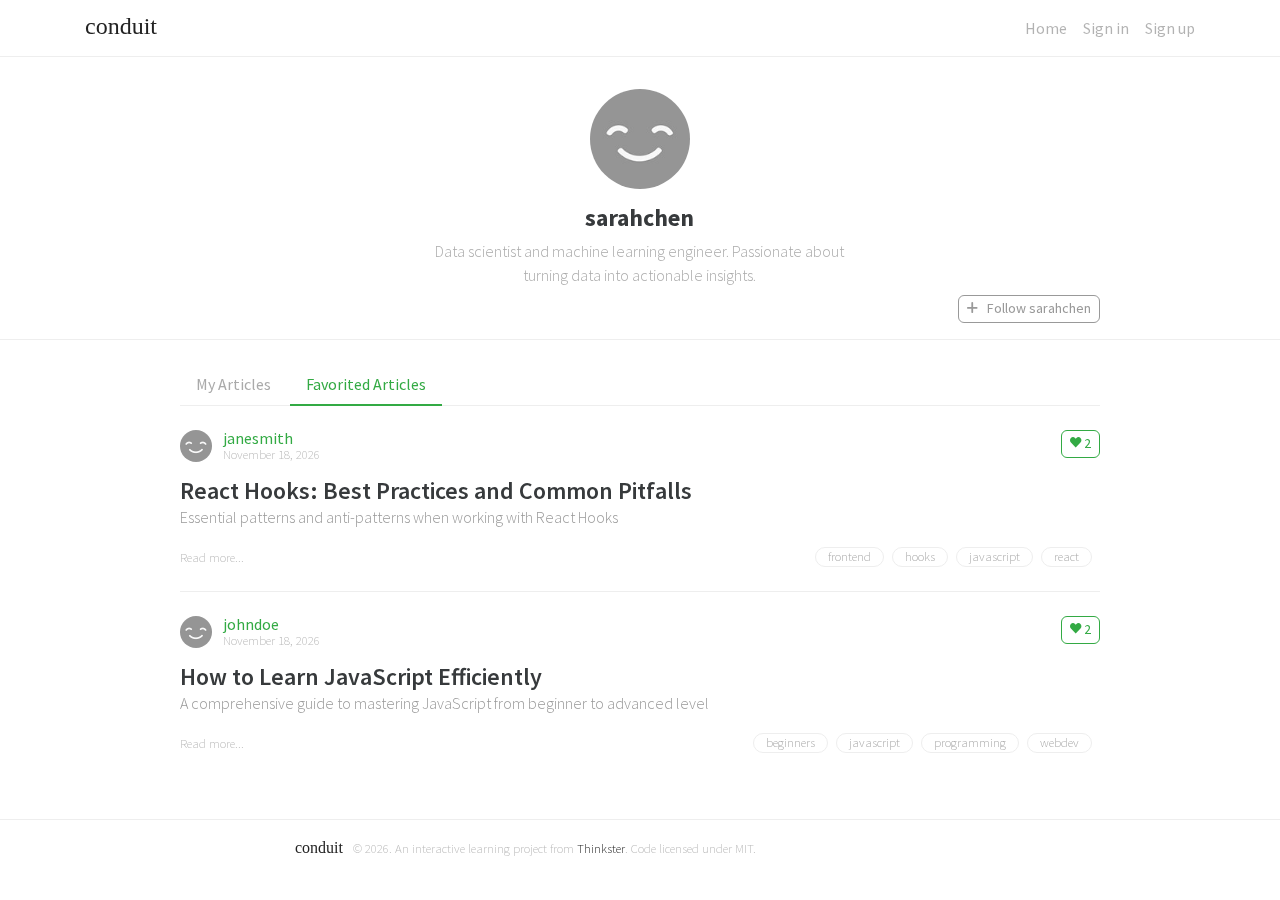 conduit
Home Sign in Sign up
sarahchen
Data scientist and machine learning engineer. Passionate about
turning data into actionable insights.
+ Follow sarahchen
My Articles Favorited Articles
janesmith
November 18, 2026
2
React Hooks: Best Practices and Common Pitfalls
Essential patterns and anti-patterns when working with React Hooks
Read more...
frontend hooks javascript react
johndoe
November 18, 2026
2
How to Learn JavaScript Efficiently
A comprehensive guide to mastering JavaScript from beginner to advanced level
Read more...
beginners javascript programming webdev
conduit © 2026. An interactive learning project from Thinkster. Code licensed under MIT.